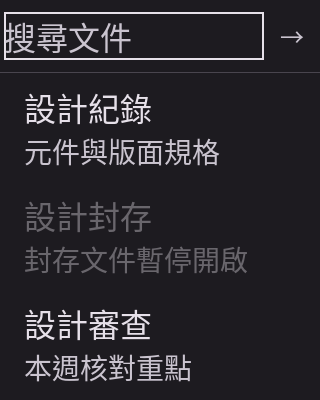 搜尋文件 →
設計紀錄
元件與版面規格
設計封存
封存文件暫停開啟
設計審查
本週核對重點